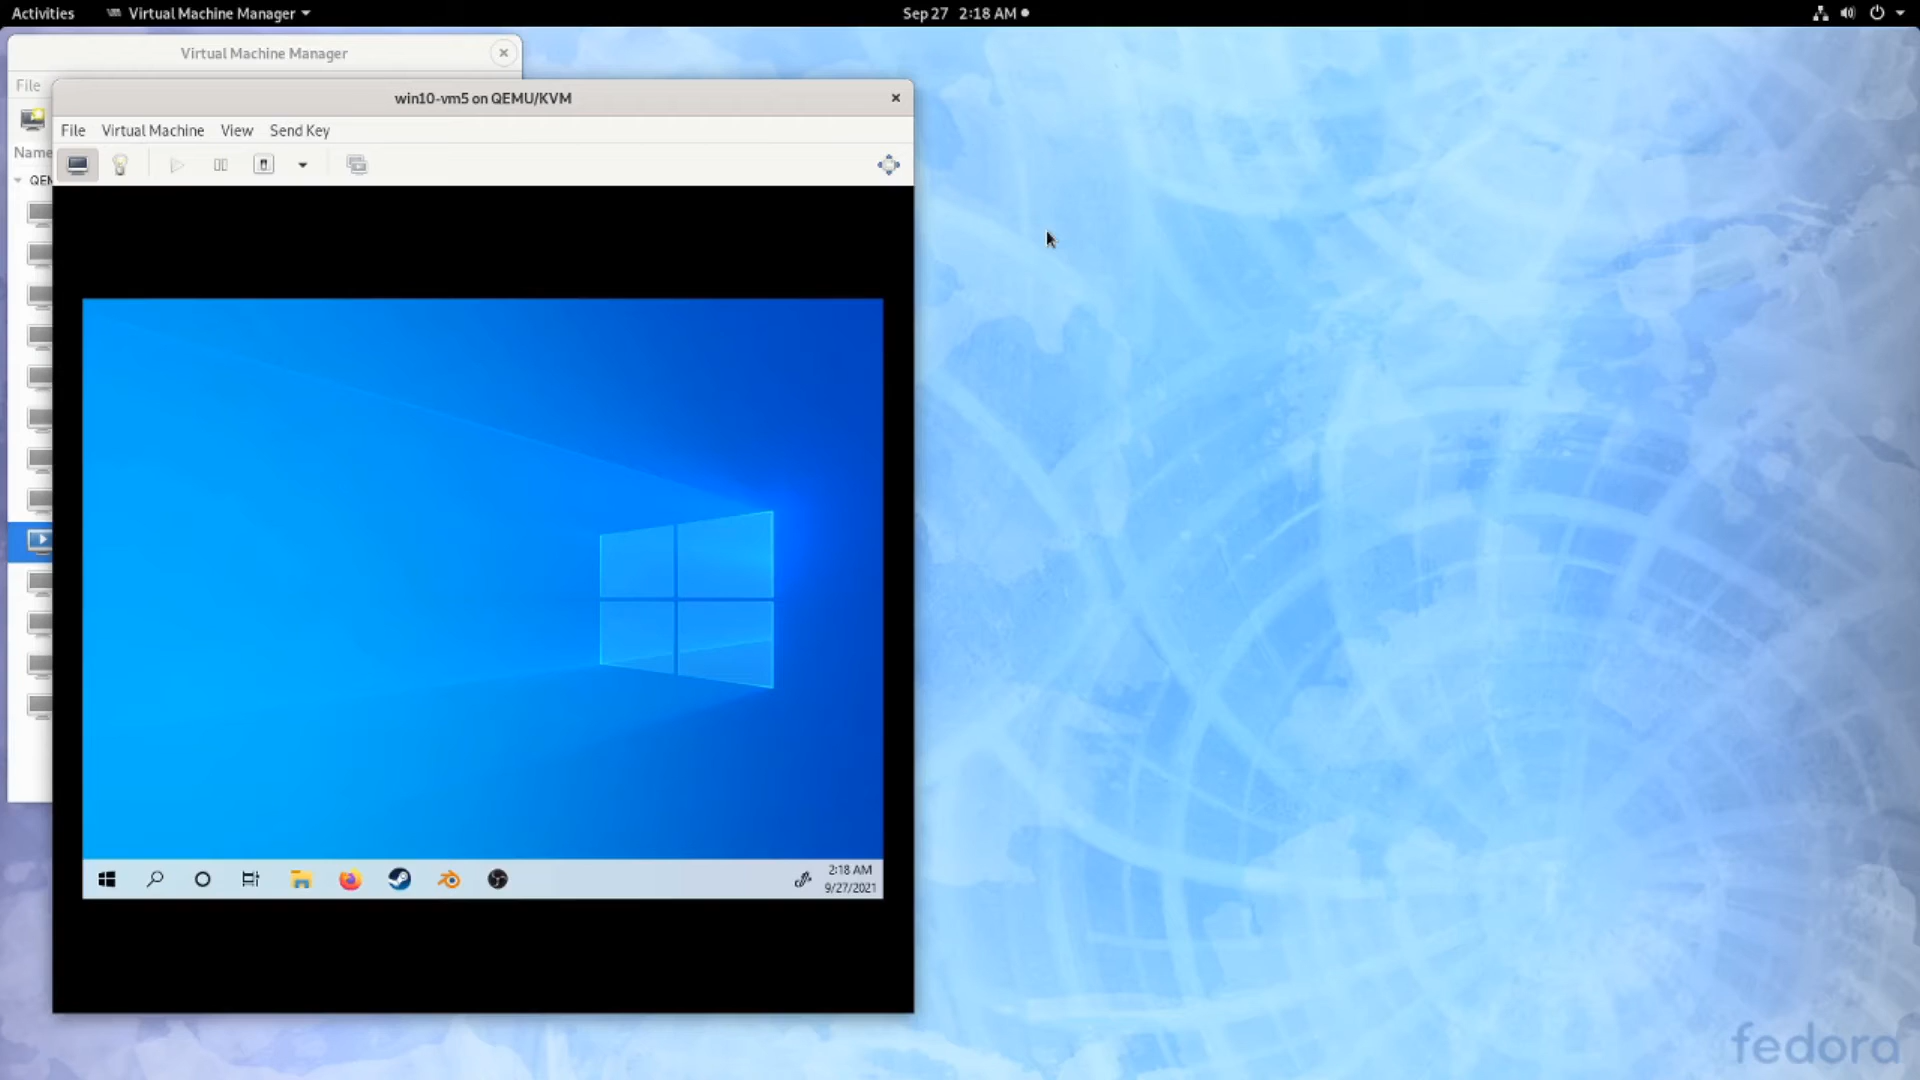 Activities
Virtual Machine Manager
Sep 27 2:18 AM
Virtual Machine Manager
File
win10-vm5 on QEMU/KVM
File Virtual Machine View Send Key
Name
QEM
2:18 AM
9/27/2021
fedora